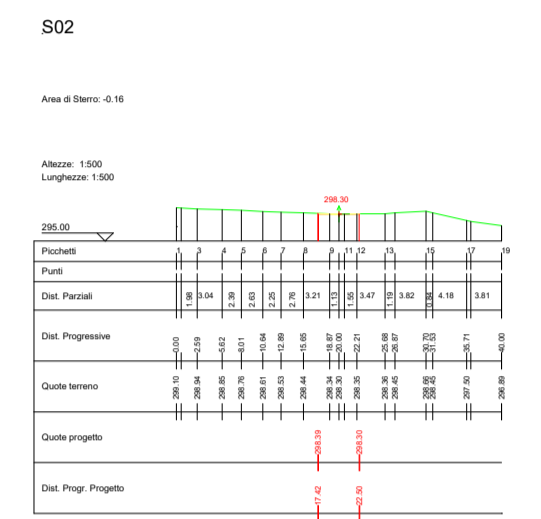 S02
Area di Sterro: -0.16
Altezze: 1:500
Lunghezze: 1:500
298.30
295.00
Picchetti 1 3 4 5 6 7 8 9 11 12 13 15 17 19
Punti
Dist. Parziali 1.98 3.04 2.39 2.63 2.25 2.76 3.21 1.13 1.55 3.47 1.19 3.82 0.84 4.18 3.81
Dist. Progressive 0.00 2.59 5.62 8.01 10.64 12.89 15.65 18.87 20.00 22.21 25.68 26.87 30.70 31.53 35.71 40.00
Quote terreno 299.10 298.94 298.85 298.76 298.61 298.53 298.44 298.34 298.30 298.35 298.36 298.45 298.66 298.45 297.50 296.89
Quote progetto 298.39 298.30
Dist. Progr. Progetto 17.42 22.50